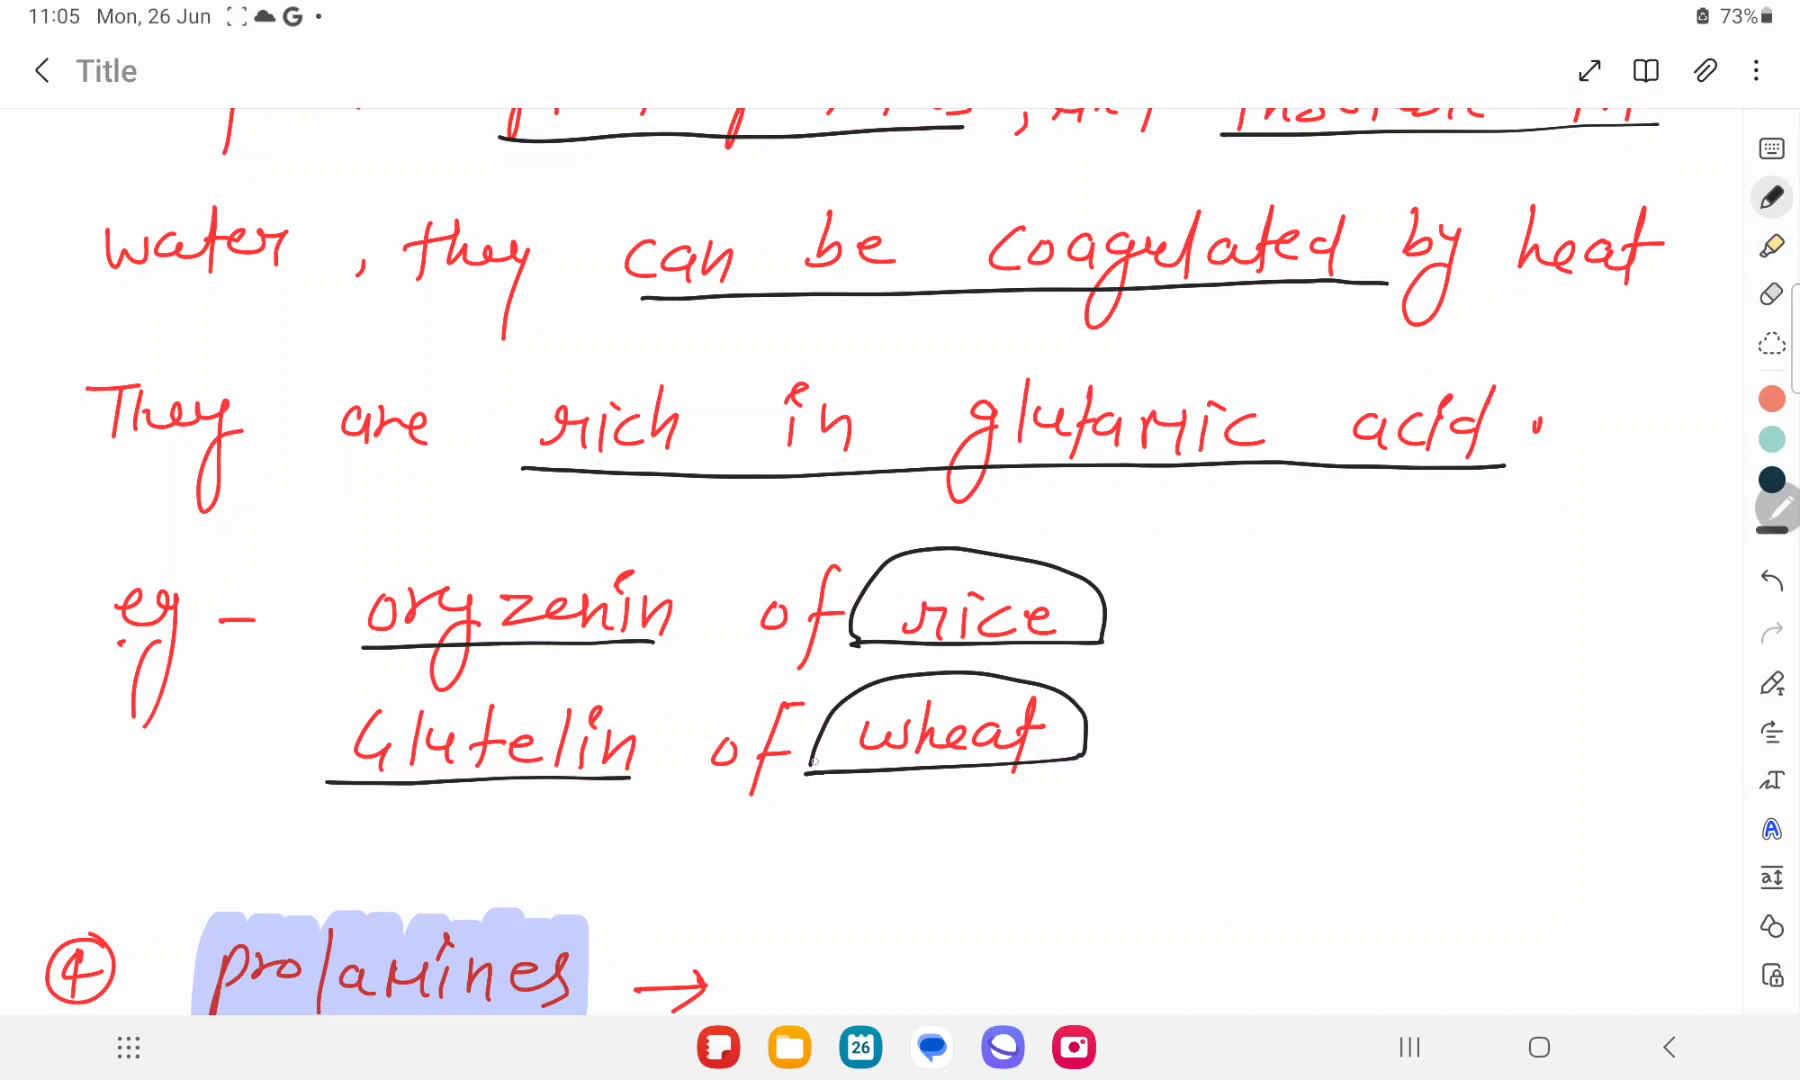 11:05 Mon, 26 Jun G
73%
Title
water, they can be coagulated by heat
They are rich in glutamic acid.
eg - oryzenin of rice
Glutelin of wheat
④ prolamines →
26